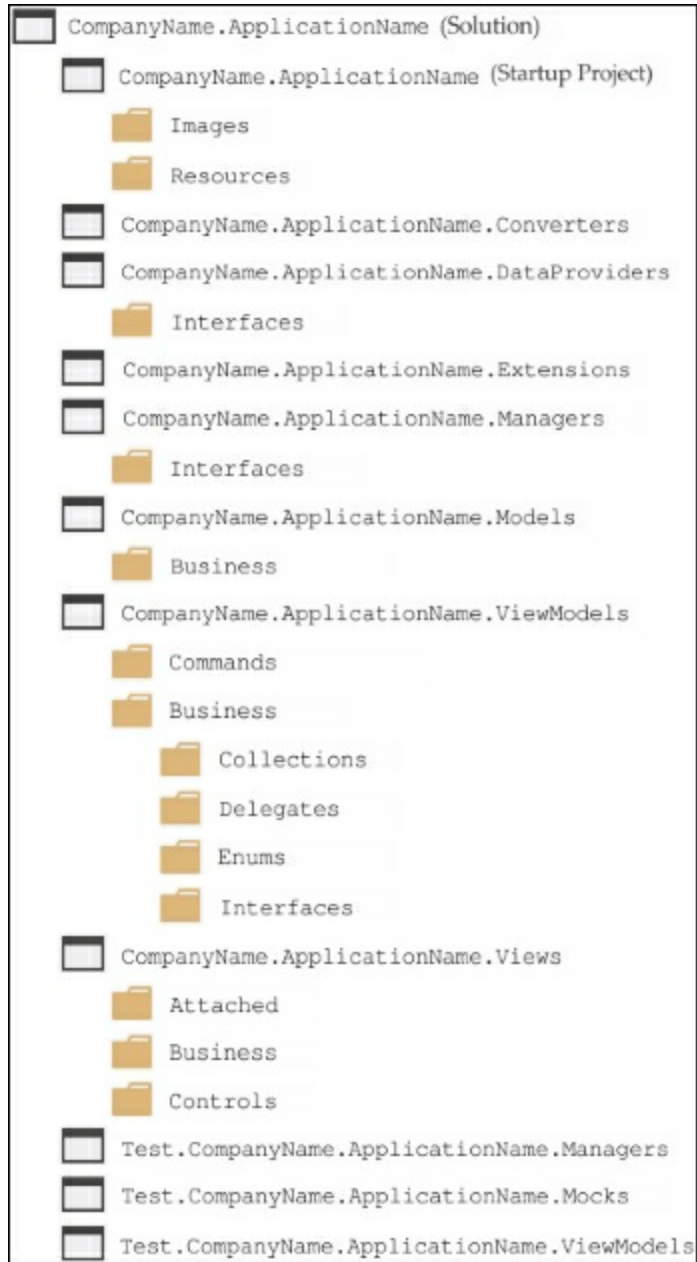 CompanyName.ApplicationName (Solution)
CompanyName.ApplicationName (Startup Project)
Images
Resources
CompanyName.ApplicationName.Converters
CompanyName.ApplicationName.DataProviders
Interfaces
CompanyName.ApplicationName.Extensions
CompanyName.ApplicationName.Managers
Interfaces
CompanyName.ApplicationName.Models
Business
CompanyName.ApplicationName.ViewModels
Commands
Business
Collections
Delegates
Enums
Interfaces
CompanyName.ApplicationName.Views
Attached
Business
Controls
Test.CompanyName.ApplicationName.Managers
Test.CompanyName.ApplicationName.Mocks
Test.CompanyName.ApplicationName.ViewModels